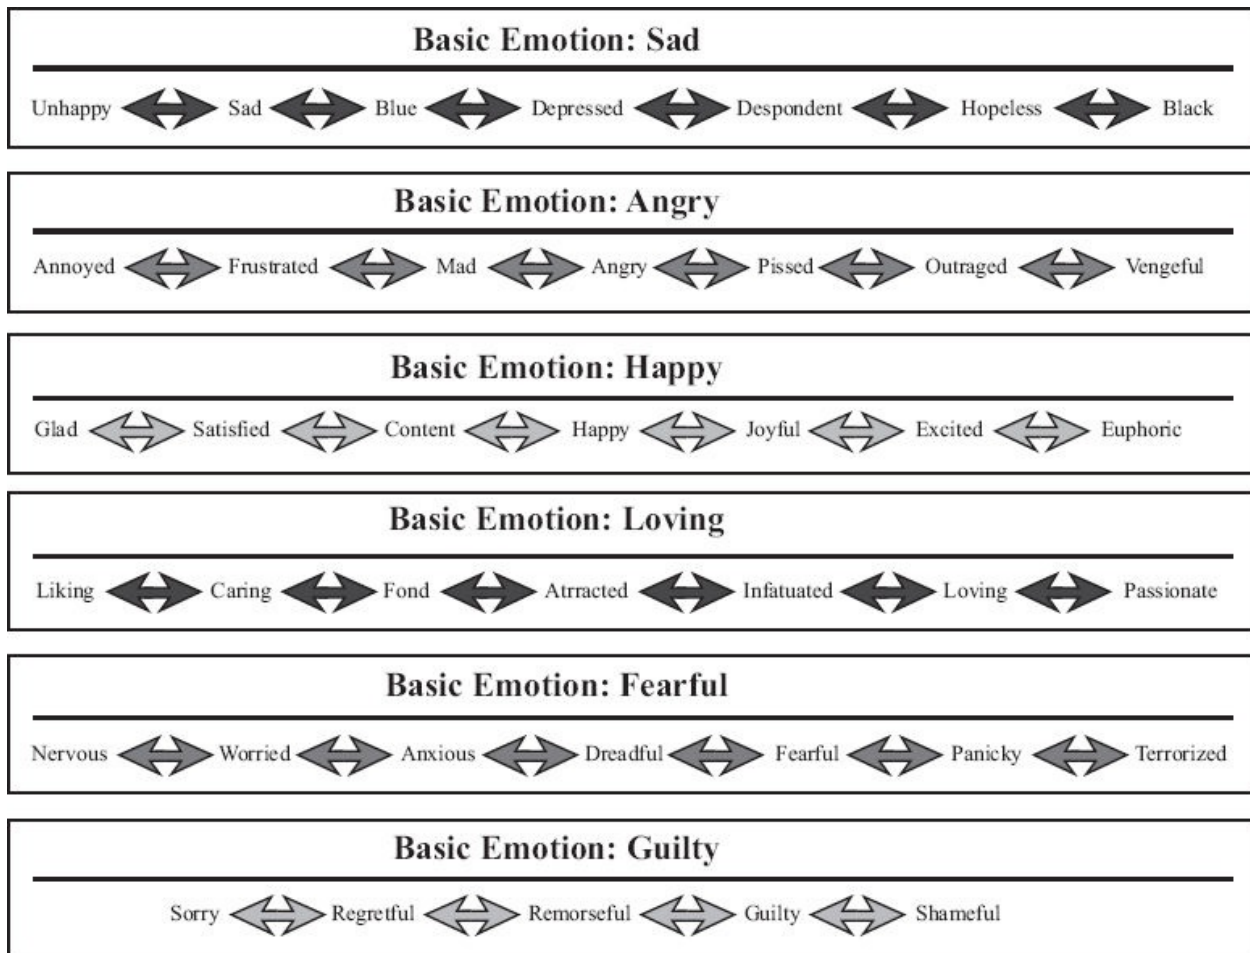 Basic Emotion: Sad
Unhappy Sad Blue Depressed Despondent Hopeless Black
Basic Emotion: Angry
Annoyed Frustrated Mad Angry Pissed Outraged Vengeful
Basic Emotion: Happy
Glad Satisfied Content Happy Joyful Excited Euphoric
Basic Emotion: Loving
Liking Caring Fond Atrracted Infatuated Loving Passionate
Basic Emotion: Fearful
Nervous Worried Anxious Dreadful Fearful Panicky Terrorized
Basic Emotion: Guilty
Sorry Regretful Remorseful Guilty Shameful